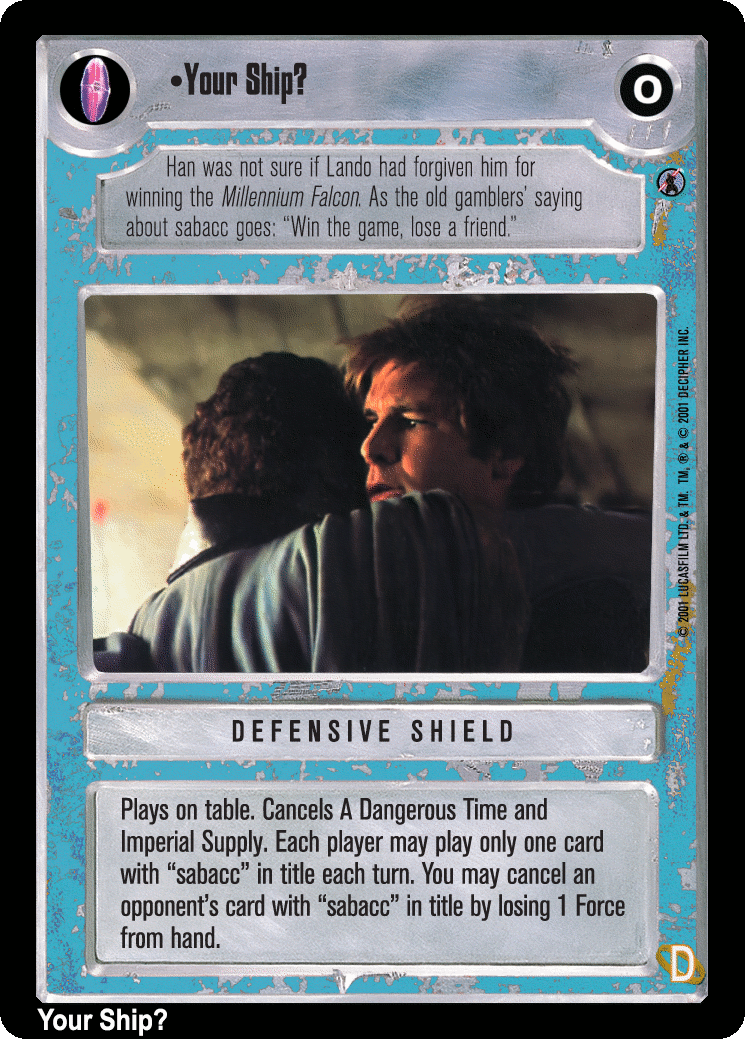 •Your Ship?
O
Han was not sure if Lando had forgiven him for
winning the Millennium Falcon. As the old gamblers' saying
about sabacc goes: "Win the game, lose a friend."
© 2001 LUCASFILM LTD. & TM. TM, ® & © 2001 DECIPHER INC.
DEFENSIVE SHIELD
Plays on table. Cancels A Dangerous Time and
Imperial Supply. Each player may play only one card
with "sabacc" in title each turn. You may cancel an
opponent's card with "sabacc" in title by losing 1 Force
from hand.
D
Your Ship?